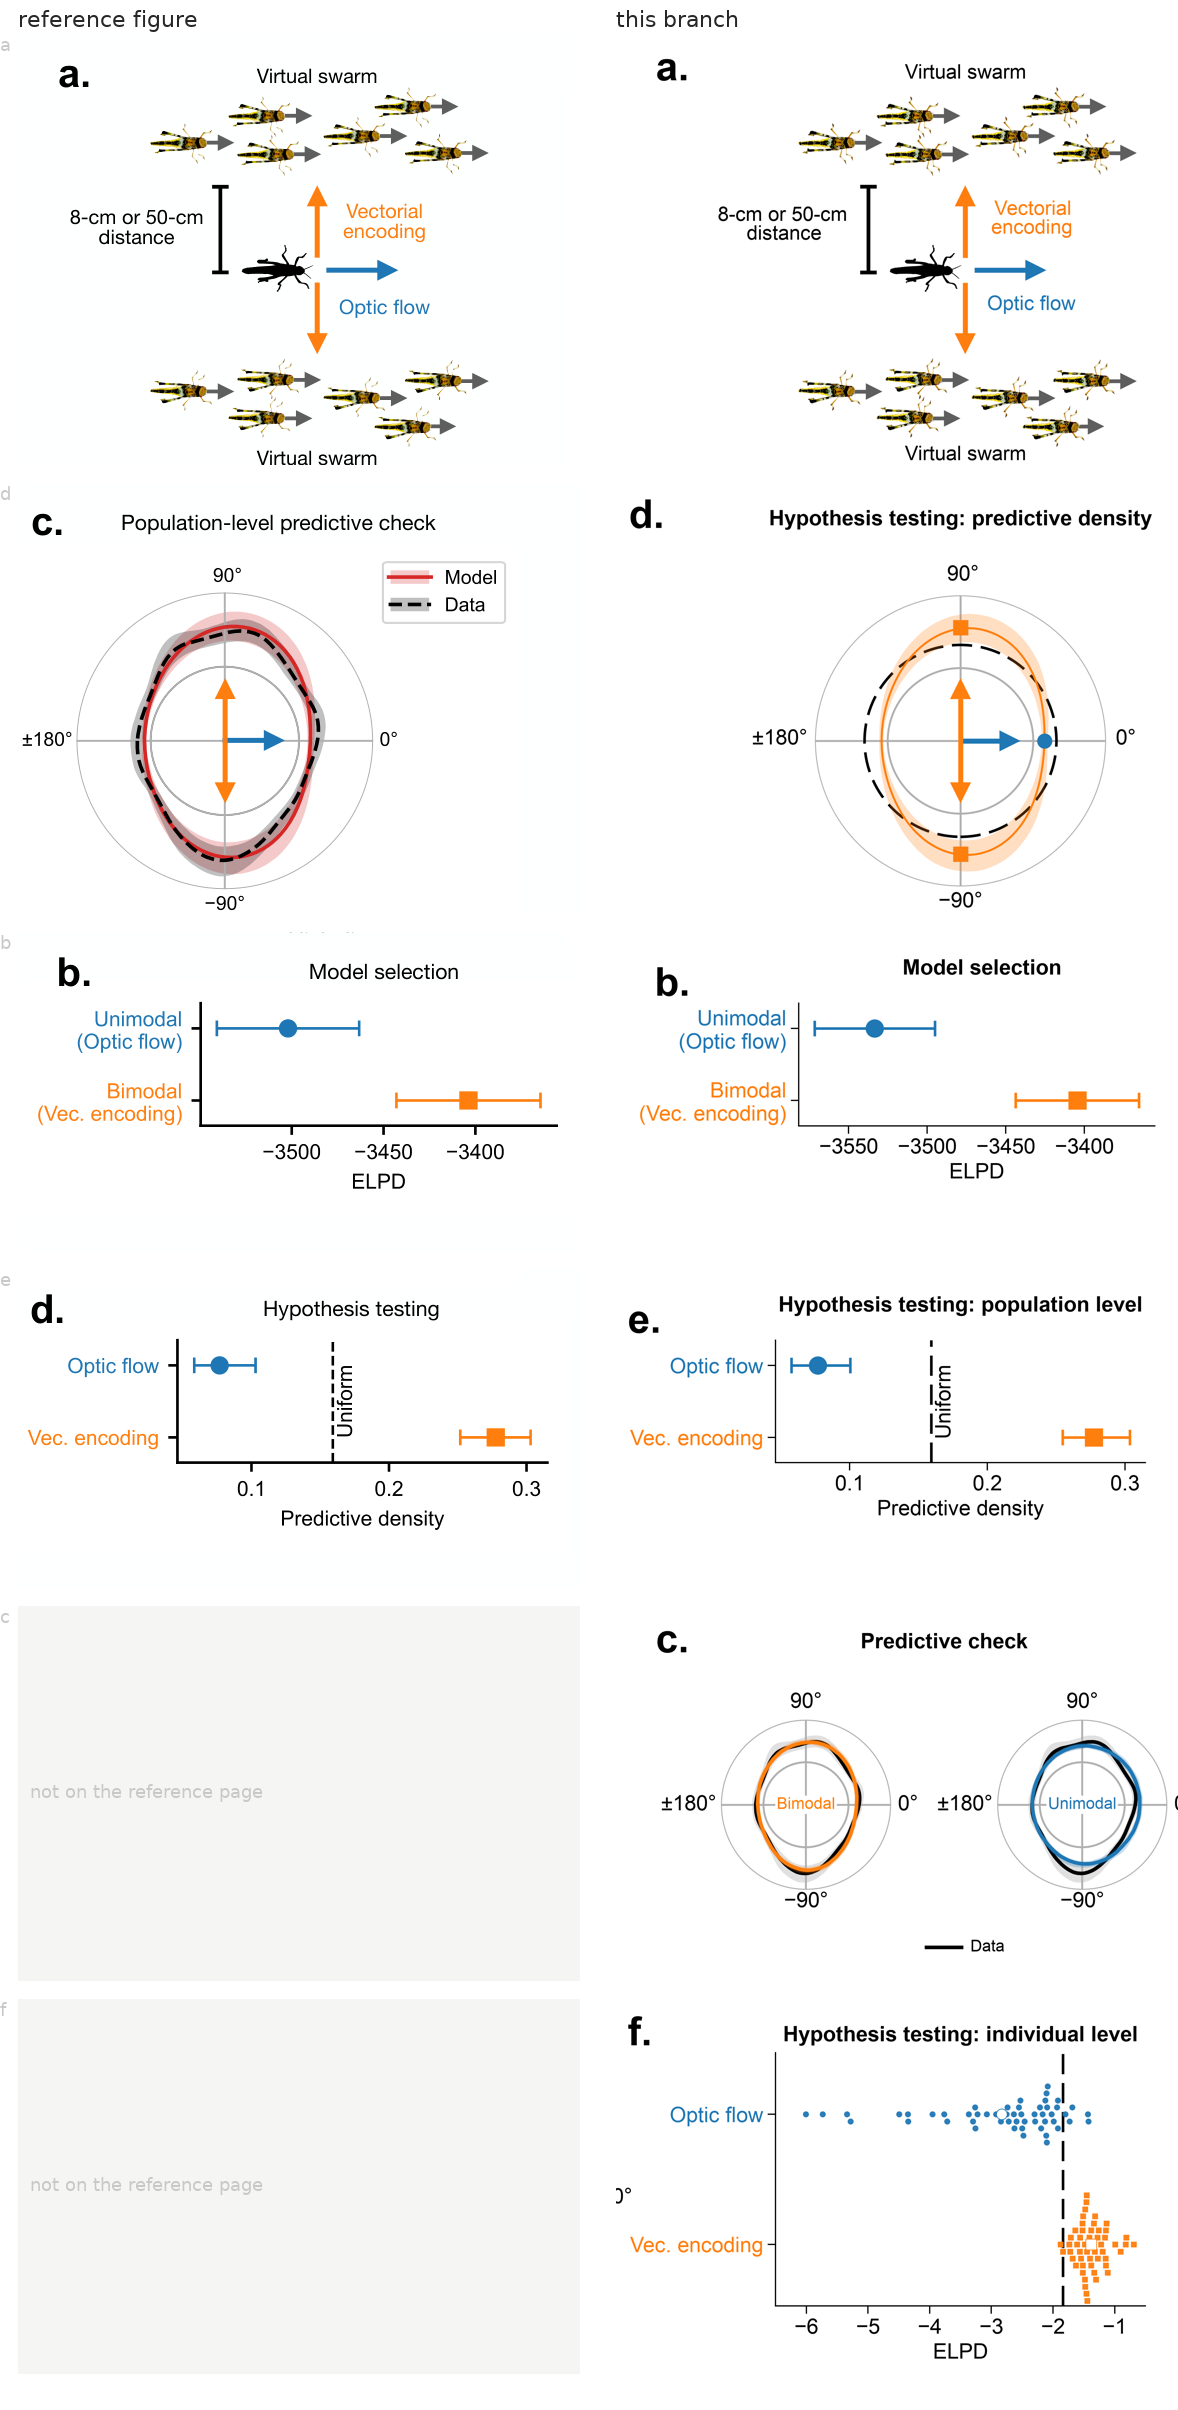 reference figure
this branch
a
a.
Virtual swarm
8-cm or 50-cm
distance
Vectorial
encoding
Optic flow
Virtual swarm
a.
Virtual swarm
8-cm or 50-cm
distance
Vectorial
encoding
Optic flow
Virtual swarm
d
c.
Population-level predictive check
Model
Data
90°
±180°
0°
−90°
d.
Hypothesis testing: predictive density
90°
±180°
0°
−90°
b
b.
Model selection
Unimodal
(Optic flow)
Bimodal
(Vec. encoding)
−3500 −3450 −3400
ELPD
b.
Model selection
Unimodal
(Optic flow)
Bimodal
(Vec. encoding)
−3550 −3500 −3450 −3400
ELPD
e
d.
Hypothesis testing
Optic flow
Vec. encoding
Uniform
0.1 0.2 0.3
Predictive density
e.
Hypothesis testing: population level
Optic flow
Vec. encoding
Uniform
0.1 0.2 0.3
Predictive density
c
not on the reference page
c.
Predictive check
90°
±180°
Bimodal
0°
−90°
90°
±180°
Unimodal
−90°
Data
f
not on the reference page
f.
Hypothesis testing: individual level
Optic flow
0°
Vec. encoding
−6 −5 −4 −3 −2 −1
ELPD